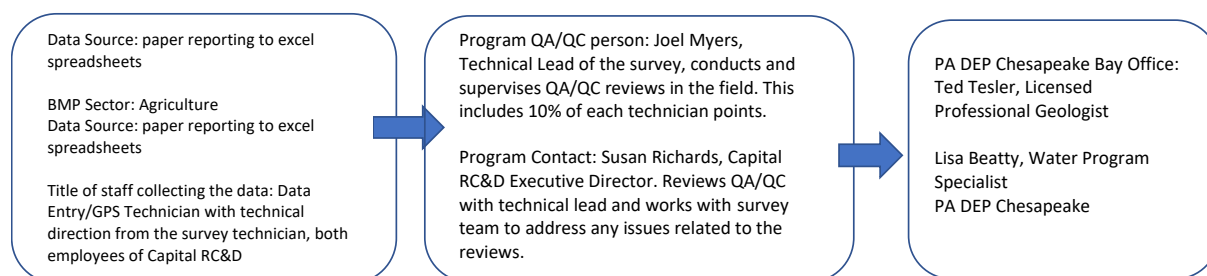 Data Source: paper reporting to excel
spreadsheets
BMP Sector: Agriculture
Data Source: paper reporting to excel
spreadsheets
Title of staff collecting the data: Data
Entry/GPS Technician with technical
direction from the survey technician, both
employees of Capital RC&D
Program QA/QC person: Joel Myers,
Technical Lead of the survey, conducts and
supervises QA/QC reviews in the field. This
includes 10% of each technician points.
Program Contact: Susan Richards, Capital
RC&D Executive Director. Reviews QA/QC
with technical lead and works with survey
team to address any issues related to the
reviews.
PA DEP Chesapeake Bay Office:
Ted Tesler, Licensed
Professional Geologist
Lisa Beatty, Water Program
Specialist
PA DEP Chesapeake